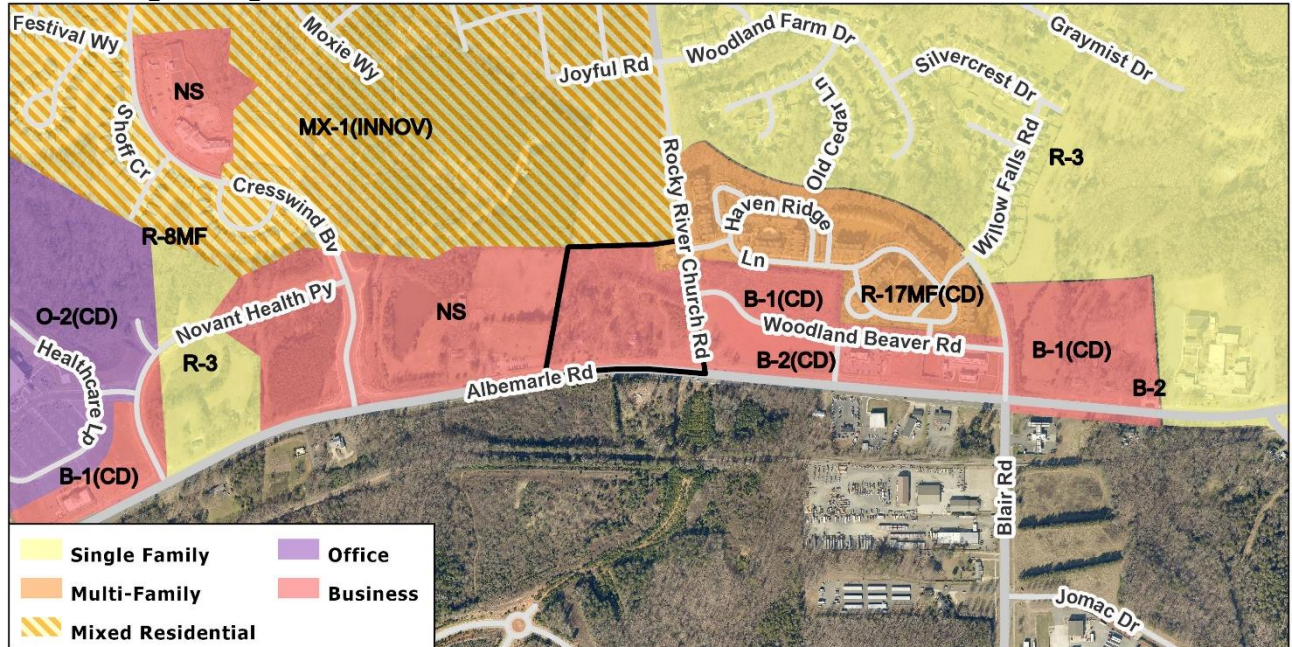 Festival Wy
Moxie Wy
Woodland Farm Dr
Graymist Dr
Joyful Rd
Silvercrest Dr
NS
MX-1(INNOV)
Shoff Cr
Old Cedar Ln
Willow Falls Rd
R-3
Cresswind Bv
Rocky River Church Rd
Haven Ridge
Ln
R-8MF
O-2(CD)
Novant Health Py
NS
B-1(CD)
R-17MF(CD)
Woodland Beaver Rd
Healthcare Lp
R-3
B-2(CD)
B-1(CD)
Albemarle Rd
B-2
B-1(CD)
Blair Rd
Jomac Dr
Single Family
Office
Multi-Family
Business
Mixed Residential